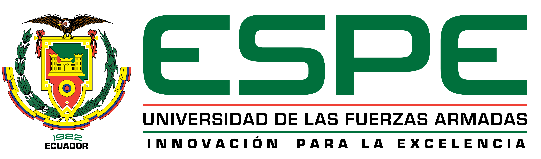 ESPE
UNIVERSIDAD DE LAS FUERZAS ARMADAS
INNOVACIÓN PARA LA EXCELENCIA
1922
ECUADOR